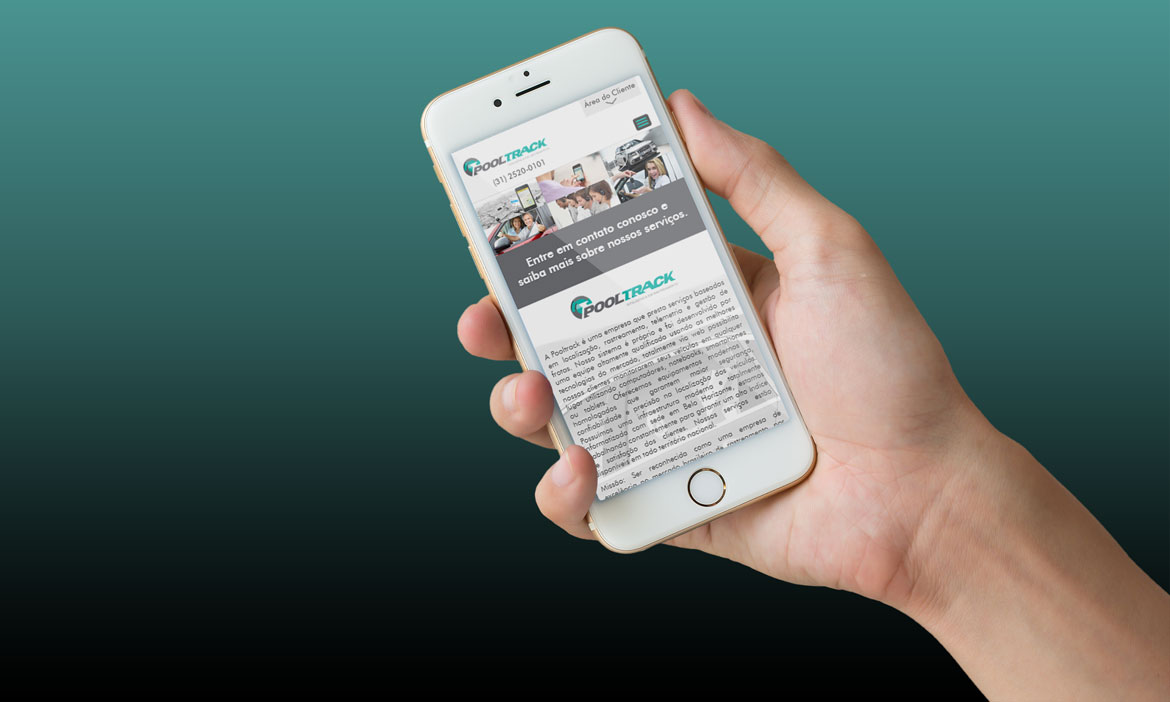 Área do Cliente
POOLTRACK
(31) 2520-0101
Entre em contato conosco e
saiba mais sobre nossos serviços.
POOLTRACK
A Pooltrack é uma empresa que presta serviços baseados
em localização, rastreamento, telemetria e gestão de
frotas. Nosso sistema é próprio e foi desenvolvido por
uma equipe altamente qualificada usando as melhores
tecnologias do mercado, totalmente via web possibilita
nossos clientes monitorarem seus veículos em qualquer
lugar utilizando computadores, notebooks, smartphones
ou tablets. Oferecemos equipamentos modernos e
homologados que garantem maior segurança,
confiabilidade e precisão na localização dos veículos.
Possuímos uma infraestrutura moderna e totalmente
informatizada com sede em Belo Horizonte, estamos
trabalhando constantemente para garantir um alto índice
de satisfação dos clientes. Nossos serviços estão
disponíveis em todo território nacional.
Missão: Ser reconhecido como uma empresa de
excelência no mercado brasileiro de rastreamento por